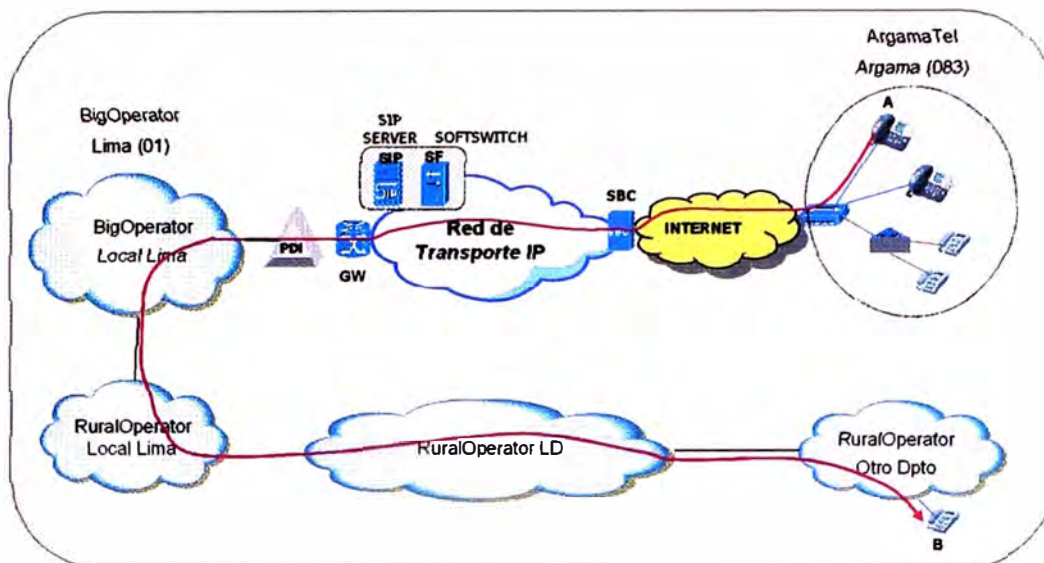 ArgamaTel
Argama (083)
A
BigOperator
Lima (01)
SIP
SERVER
SOFTSWITCH
SIP
SF
SBC
BigOperator
Local Lima
PDI
GW
Red de
Transporte IP
INTERNET
RuralOperator
Local Lima
RuralOperator LD
RuralOperator
Otro Dpto
B